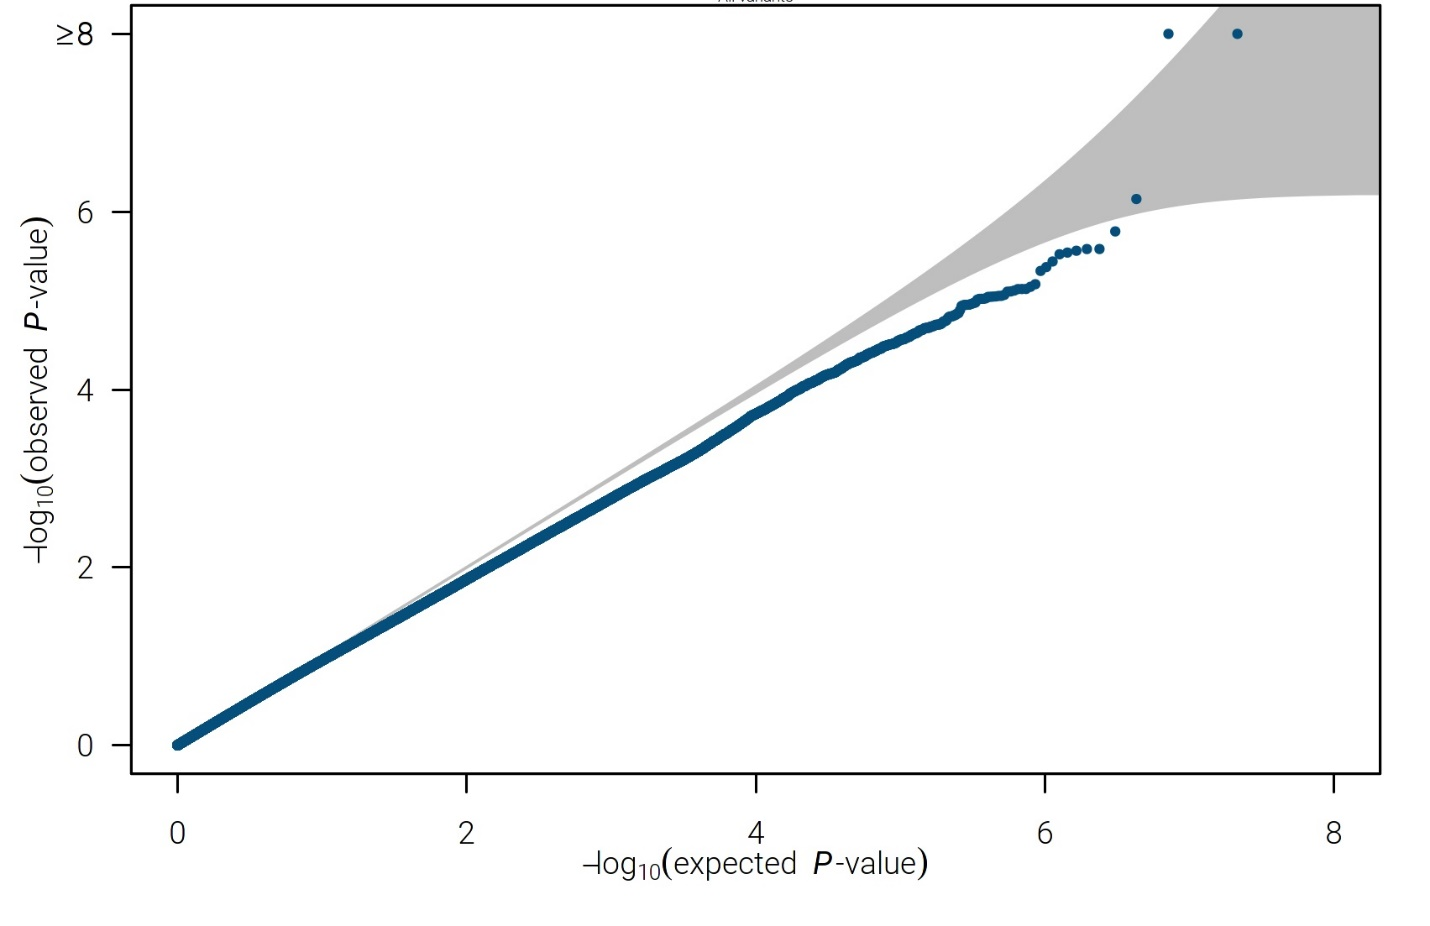 ≥8
6
4
2
0
–log10(observed P-value)
0 2 4 6 8
–log10(expected P-value)